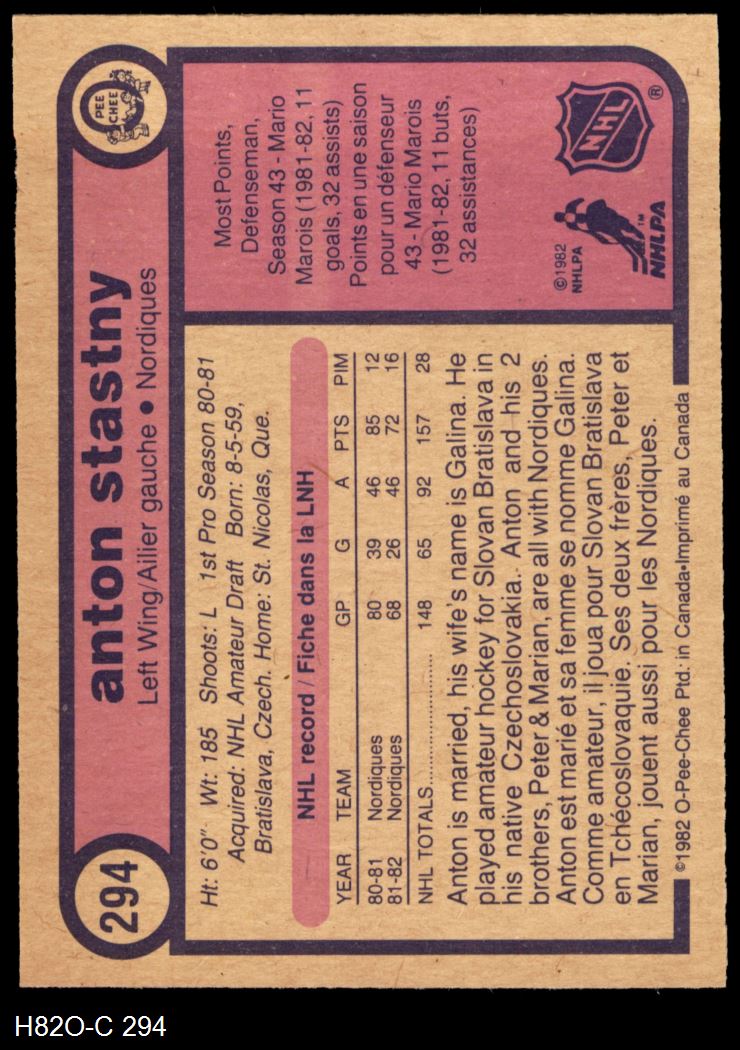 294
anton stastny
Left Wing/Ailier gauche • Nordiques
O
PEE
CHEE
Ht: 6'0" Wt: 185 Shoots: L 1st Pro Season 80-81
Acquired: NHL Amateur Draft Born: 8-5-59,
Bratislava, Czech. Home: St. Nicolas, Que.
NHL record / Fiche dans la LNH
YEAR TEAM GP G A PTS PIM
80-81 Nordiques 80 39 46 85 12
81-82 Nordiques 68 26 46 72 16
NHL TOTALS.................... 148 65 92 157 28
Anton is married, his wife's name is Galina. He
played amateur hockey for Slovan Bratislava in
his native Czechoslovakia. Anton and his 2
brothers, Peter & Marian, are all with Nordiques.
Anton est marié et sa femme se nomme Galina.
Comme amateur, il joua pour Slovan Bratislava
en Tchécoslovaquie. Ses deux frères, Peter et
Marian, jouent aussi pour les Nordiques.
©1982 O-Pee-Chee Ptd. in Canada•Imprimé au Canada
Most Points,
Defenseman,
Season 43 - Mario
Marois (1981-82, 11
goals, 32 assists)
Points en une saison
pour un défenseur
43 - Mario Marois
(1981-82, 11 buts,
32 assistances)
©1982
NHLPA
NHL
®
TM
NHLPA
H82O-C 294